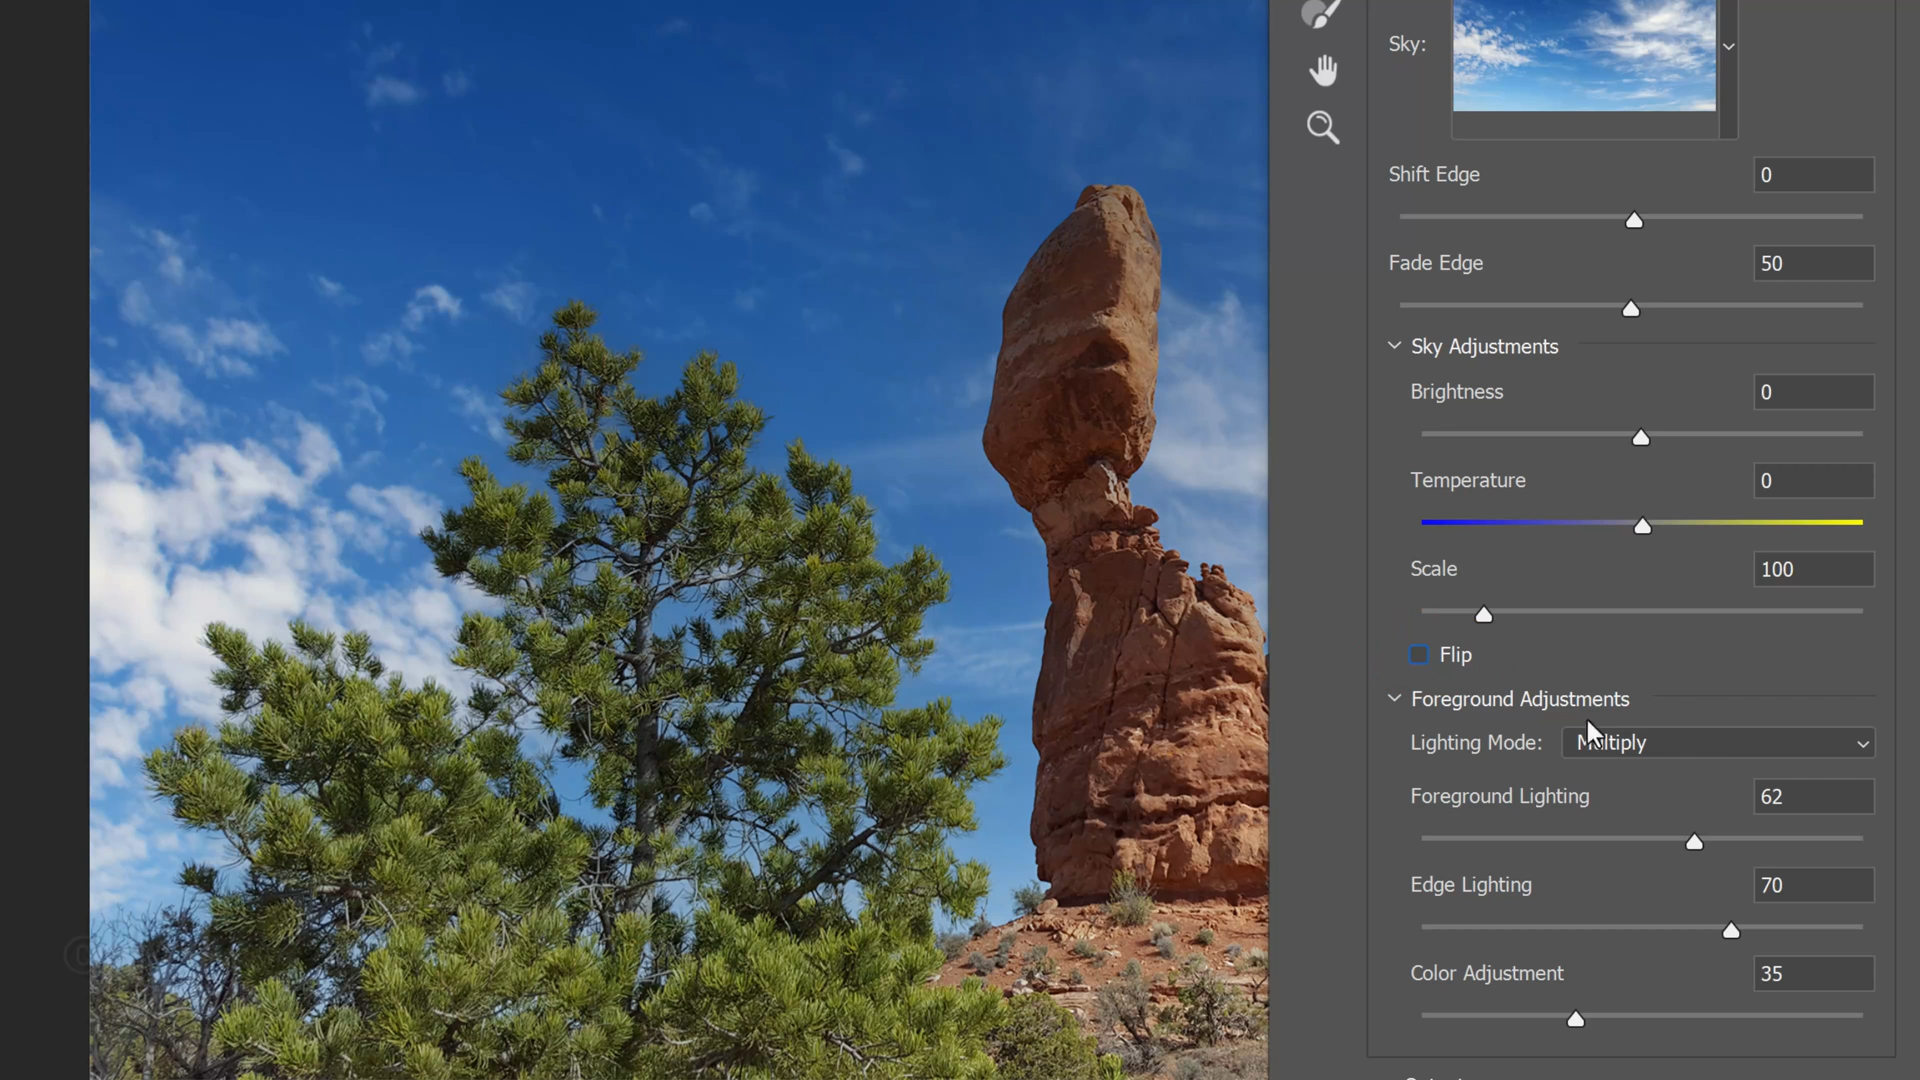 Sky:
Shift Edge 0
Fade Edge 50
Sky Adjustments
Brightness 0
Temperature 0
Scale 100
Flip
Foreground Adjustments
Lighting Mode: Multiply
Foreground Lighting 62
Edge Lighting 70
Color Adjustment 35